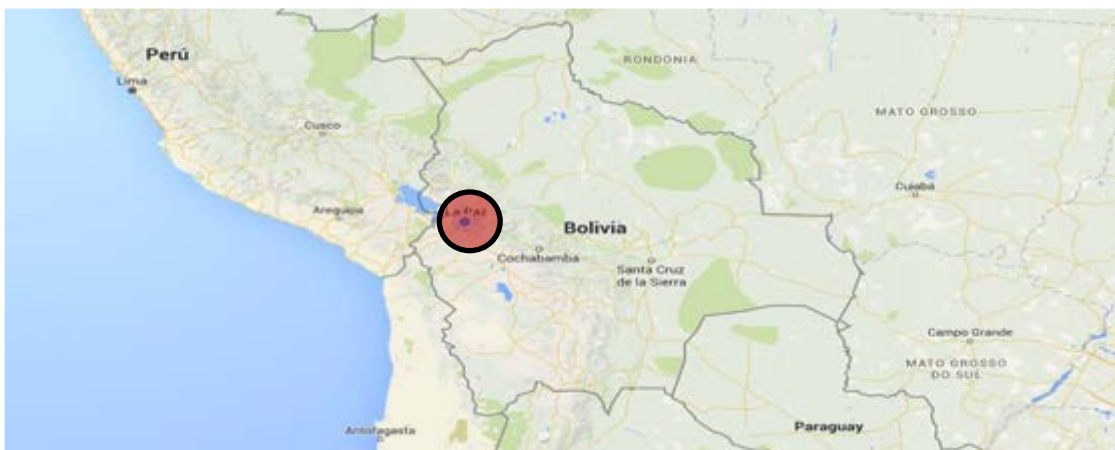 Perú
Lima
Cusco
Arequipa
La Paz
Bolivia
Cochabamba
Santa Cruz
de la Sierra
RONDONIA
MATO GROSSO
Cuiabá
Campo Grande
MATO GROSSO
DO SUL
Paraguay
Antofagasta